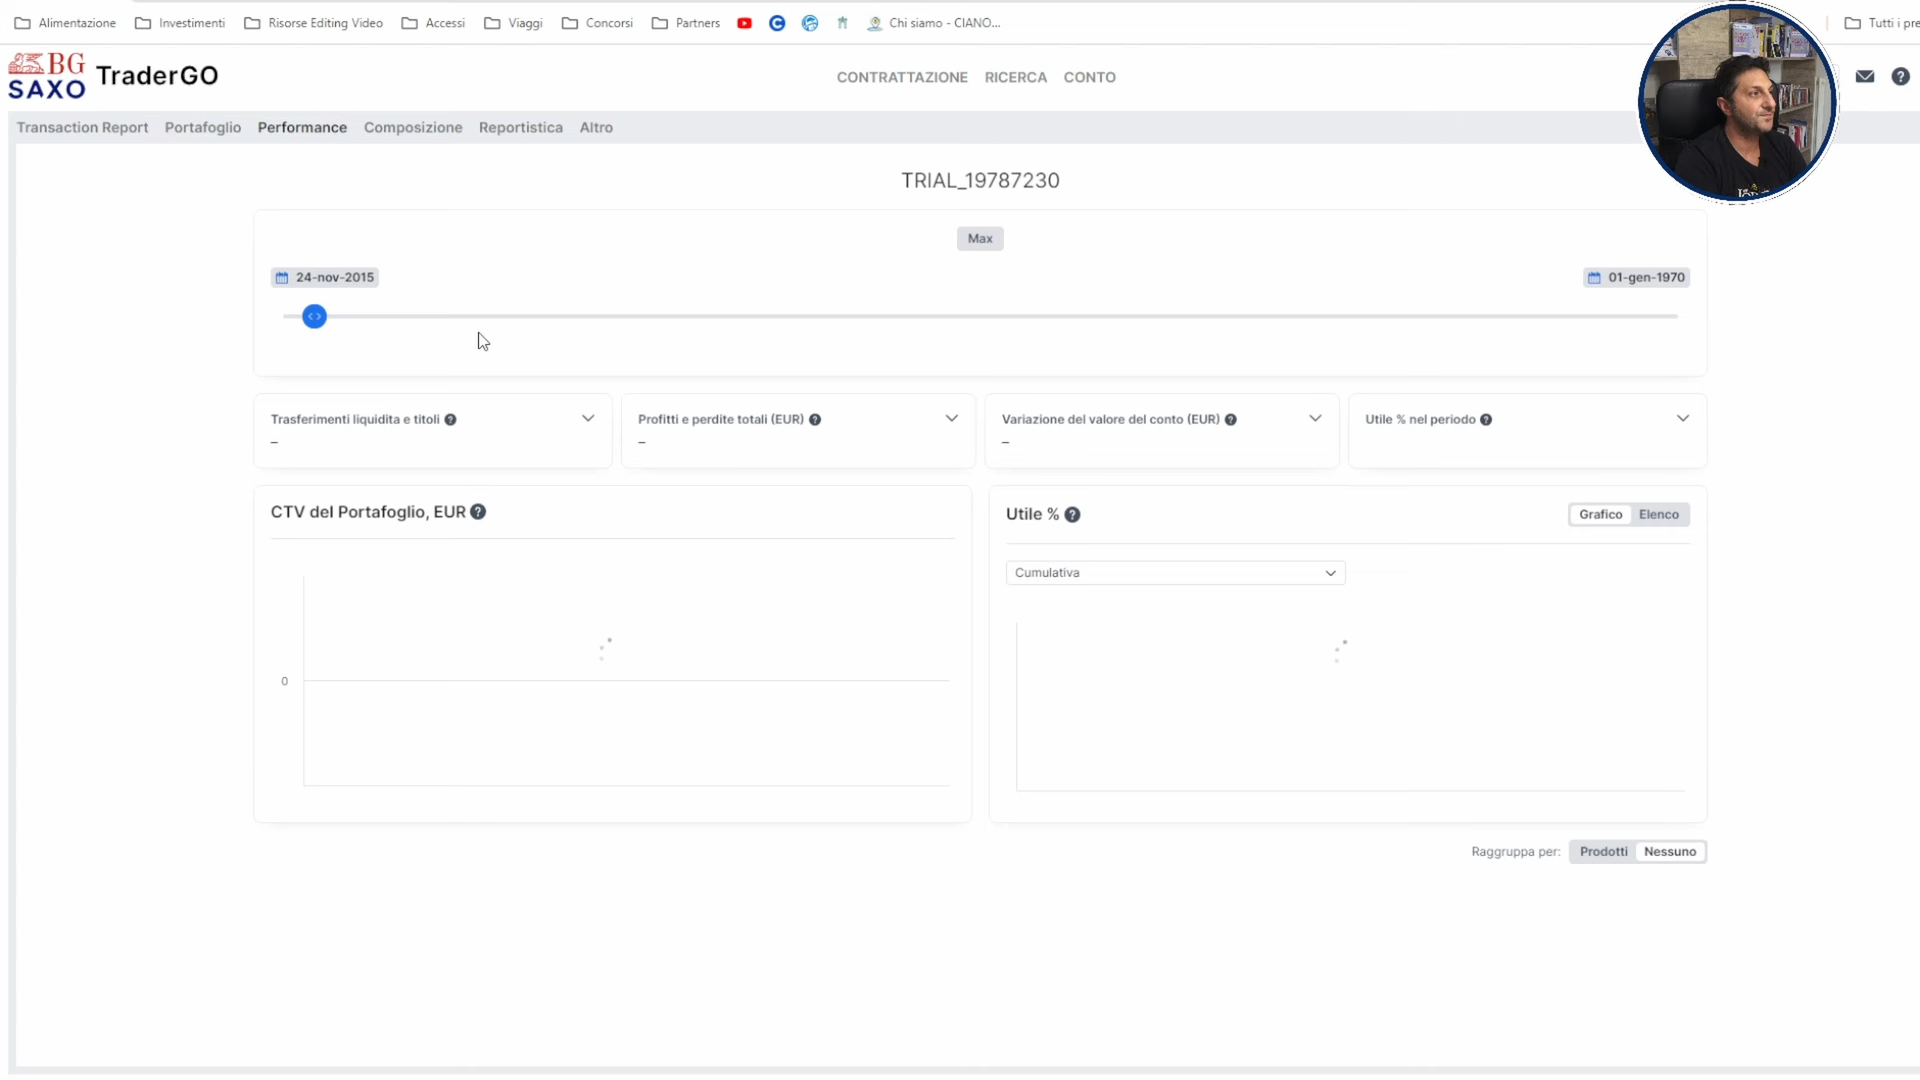 Alimentazione Investimenti Risorse Editing Video Accessi Viaggi Concorsi Partners Chi siamo - CIANO... Tutti i pre
BG SAXO TraderGO
CONTRATTAZIONE RICERCA CONTO
Transaction Report Portafoglio Performance Composizione Reportistica Altro
TRIAL_19787230
Max
24-nov-2015 01-gen-1970
Trasferimenti liquidita e titoli ?
–
Profitti e perdite totali (EUR) ?
–
Variazione del valore del conto (EUR) ?
–
Utile % nel periodo ?
CTV del Portafoglio, EUR ?
0
Utile % ?
Grafico Elenco
Cumulativa
Raggruppa per: Prodotti Nessuno